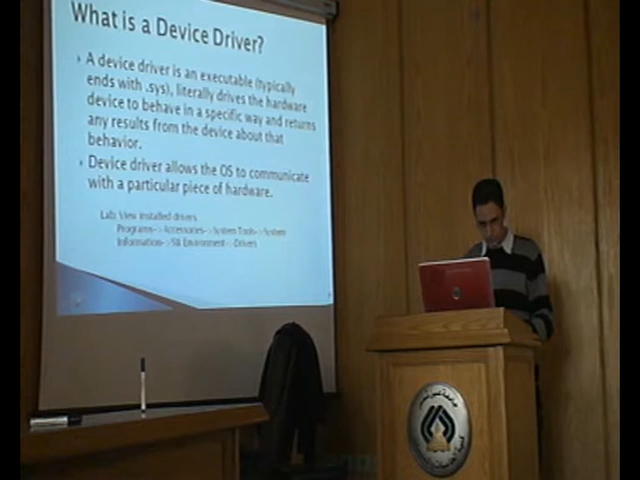 What is a Device Driver?
A device driver is an executable (typically
ends with .sys), literally drives the hardware
device to behave in a specific way and returns
any results from the device about that
behavior.
Device driver allows the OS to communicate
with a particular piece of hardware.
Lab: View installed drivers
Programs->Accessories->System Tools->System
Information->SW Environment->Drivers